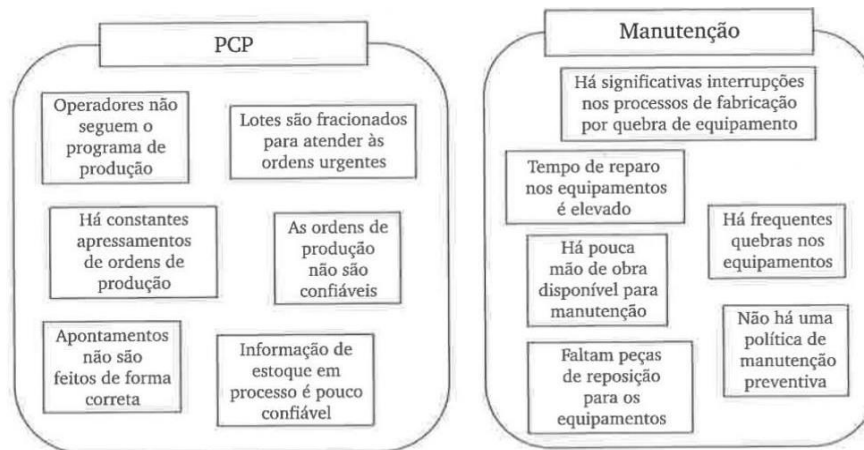 PCP
Operadores não
seguem o
programa de
produção
Lotes são fracionados
para atender às
ordens urgentes
Há constantes
apressamentos
de ordens de
produção
As ordens de
produção
não são
confiáveis
Apontamentos
não são
feitos de forma
correta
Informação de
estoque em
processo é pouco
confiável
Manutenção
Há significativas interrupções
nos processos de fabricação
por quebra de equipamento
Tempo de reparo
nos equipamentos
é elevado
Há frequentes
quebras nos
equipamentos
Há pouca
mão de obra
disponível para
manutenção
Não há uma
política de
manutenção
preventiva
Faltam peças
de reposição
para os
equipamentos